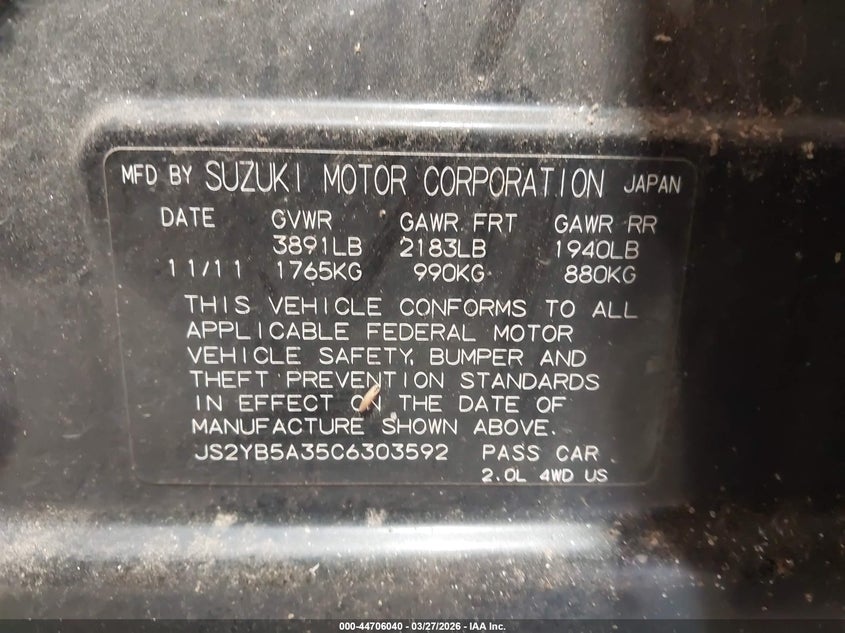 MFD BY SUZUKI MOTOR CORPORATION JAPAN
DATE GVWR GAWR FRT GAWR RR
3891LB 2183LB 1940LB
11/11 1765KG 990KG 880KG
THIS VEHICLE CONFORMS TO ALL
APPLICABLE FEDERAL MOTOR
VEHICLE SAFETY, BUMPER AND
THEFT PREVENTION STANDARDS
IN EFFECT ON THE DATE OF
MANUFACTURE SHOWN ABOVE.
JS2YB5A35C6303592 PASS CAR
2.0L 4WD US
000-44706040 - 03/27/2026 - IAA Inc.